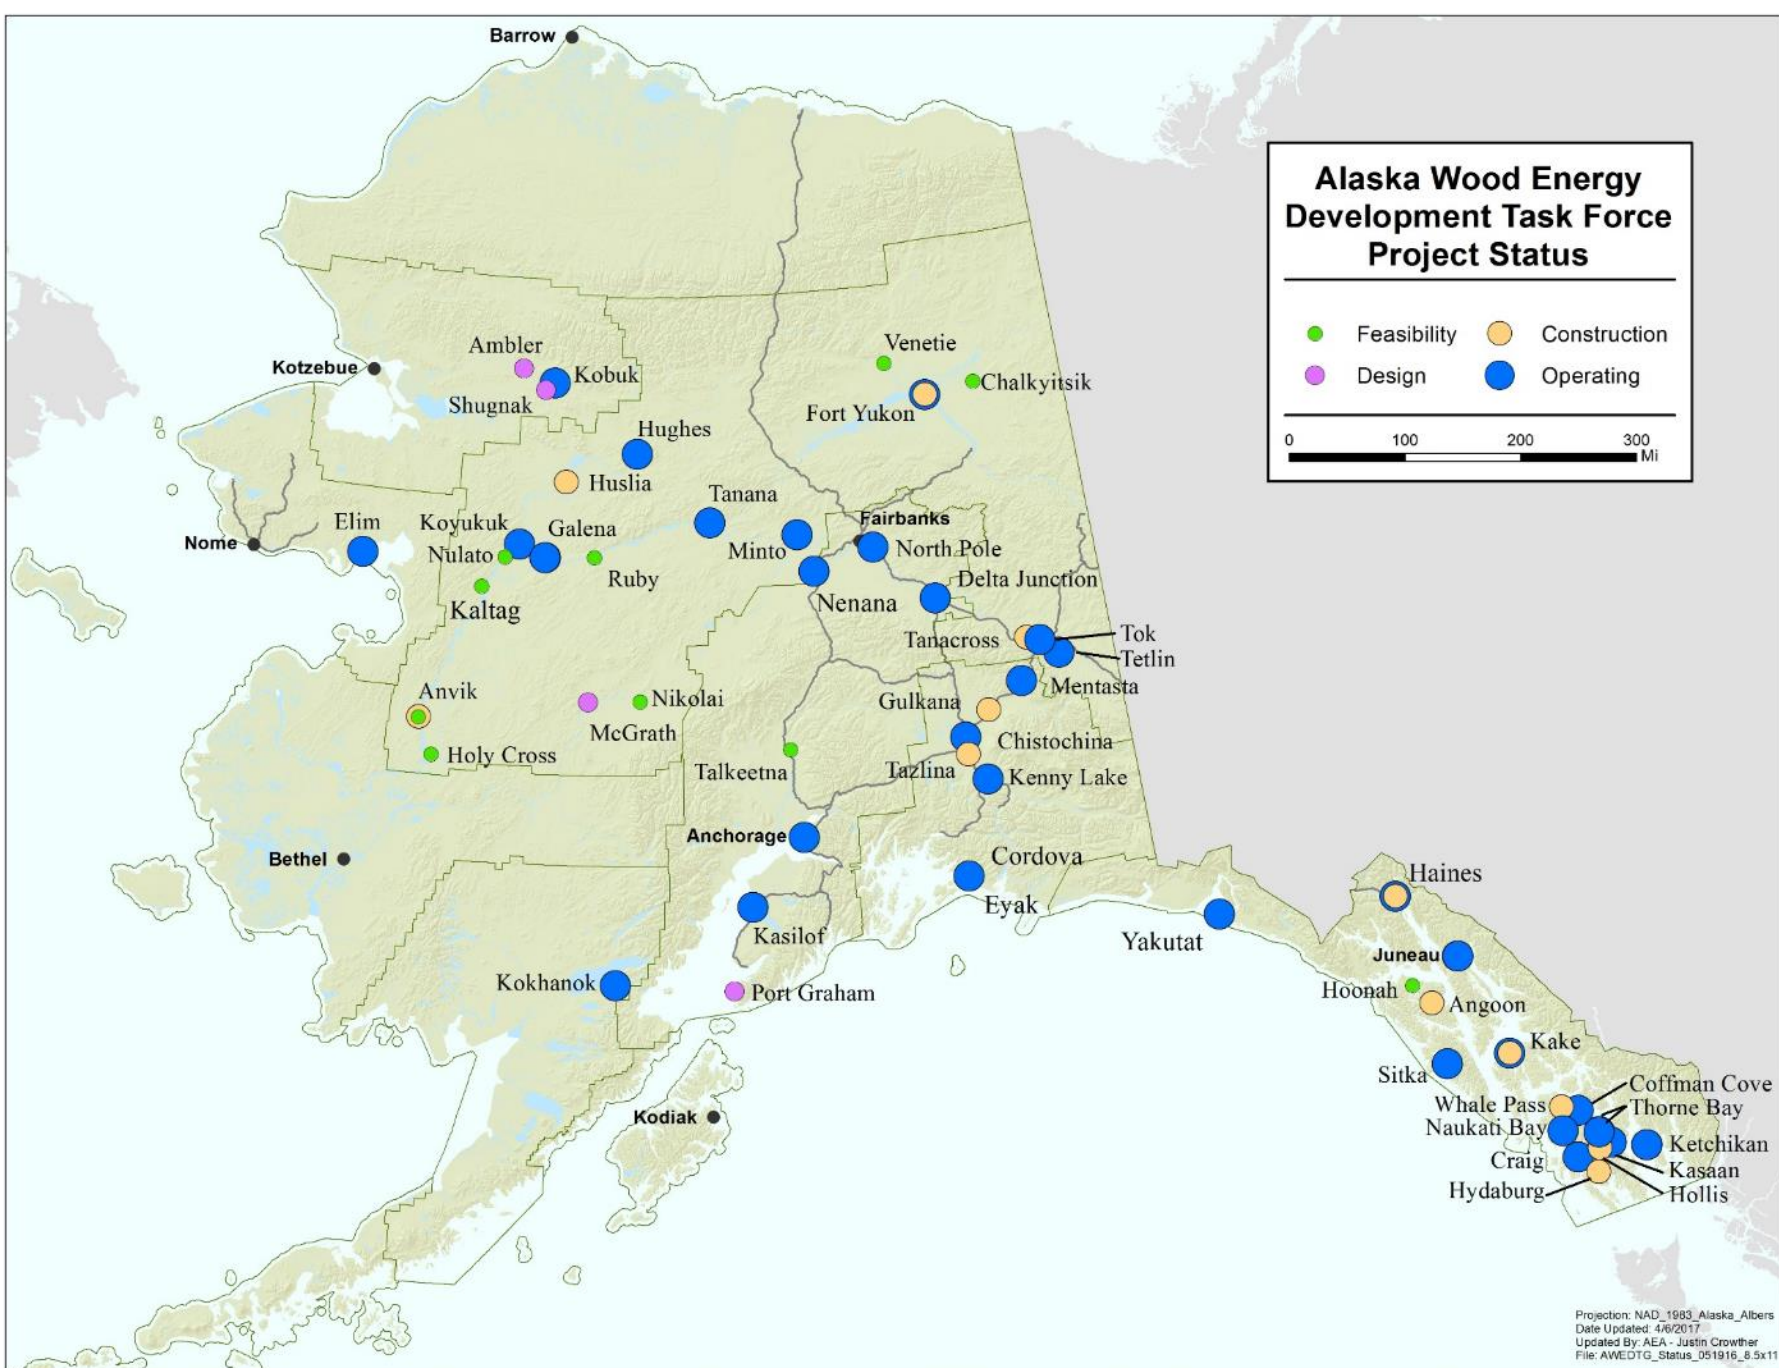 Barrow
Alaska Wood Energy
Development Task Force
Project Status
Feasibility
Construction
Design
Operating
0 100 200 300
Mi
Ambler
Kotzebue
Kobuk
Shugnak
Venetie
Chalkyitsik
Fort Yukon
Hughes
Huslia
Tanana
Elim
Koyukuk
Galena
Fairbanks
Nome
Nulato
Minto
North Pole
Ruby
Delta Junction
Kaltag
Nenana
Tanacross
Tok
Tetlin
Mentasta
Anvik
Nikolai
Gulkana
McGrath
Chistochina
Holy Cross
Talkeetna
Tazlina
Kenny Lake
Anchorage
Bethel
Cordova
Eyak
Haines
Kasilof
Yakutat
Juneau
Kokhanok
Port Graham
Hoonah
Angoon
Kake
Sitka
Coffman Cove
Whale Pass
Thorne Bay
Kodiak
Naukati Bay
Ketchikan
Craig
Kasaan
Hydaburg
Hollis
Projection: NAD_1983_Alaska_Albers
Date Updated: 4/6/2017
Updated By: AEA - Justin Crowther
File: AWEDTG_Status_051916_8.5x11